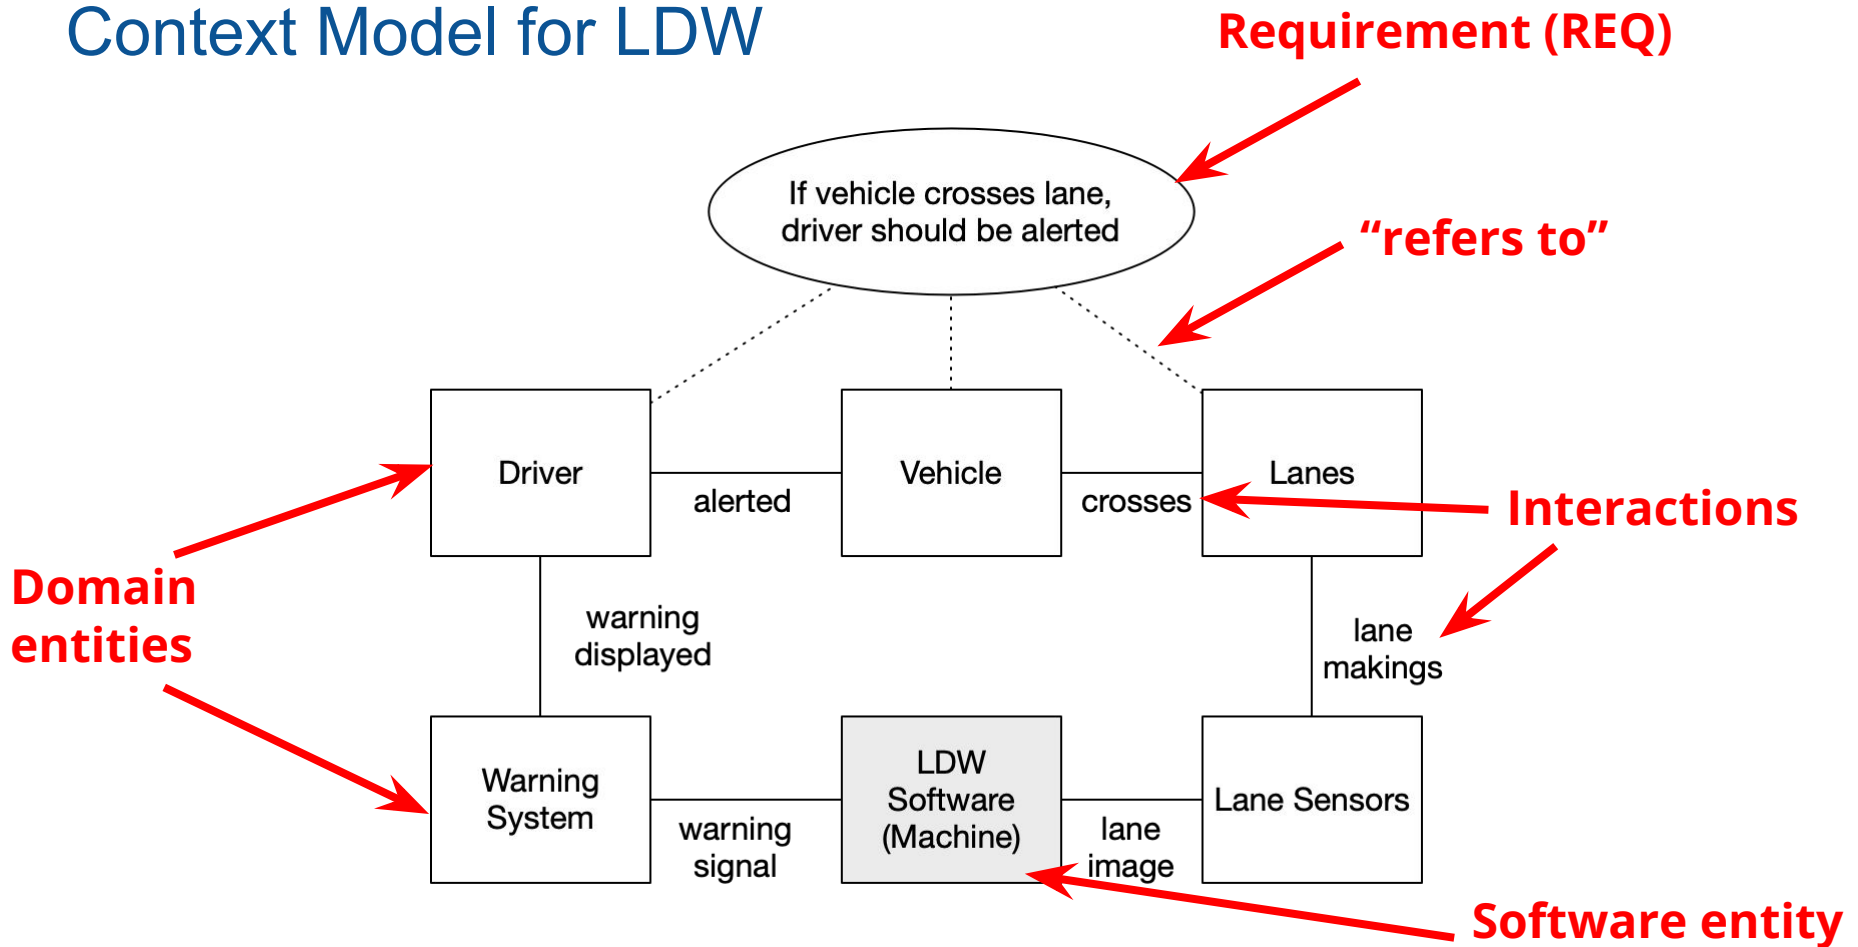 Context Model for LDW
Requirement (REQ)
If vehicle crosses lane,
driver should be alerted
“refers to”
Driver
alerted
Vehicle
crosses
Lanes
Interactions
Domain
entities
warning
displayed
lane
makings
Warning
System
warning
signal
LDW
Software
(Machine)
lane
image
Lane Sensors
Software entity